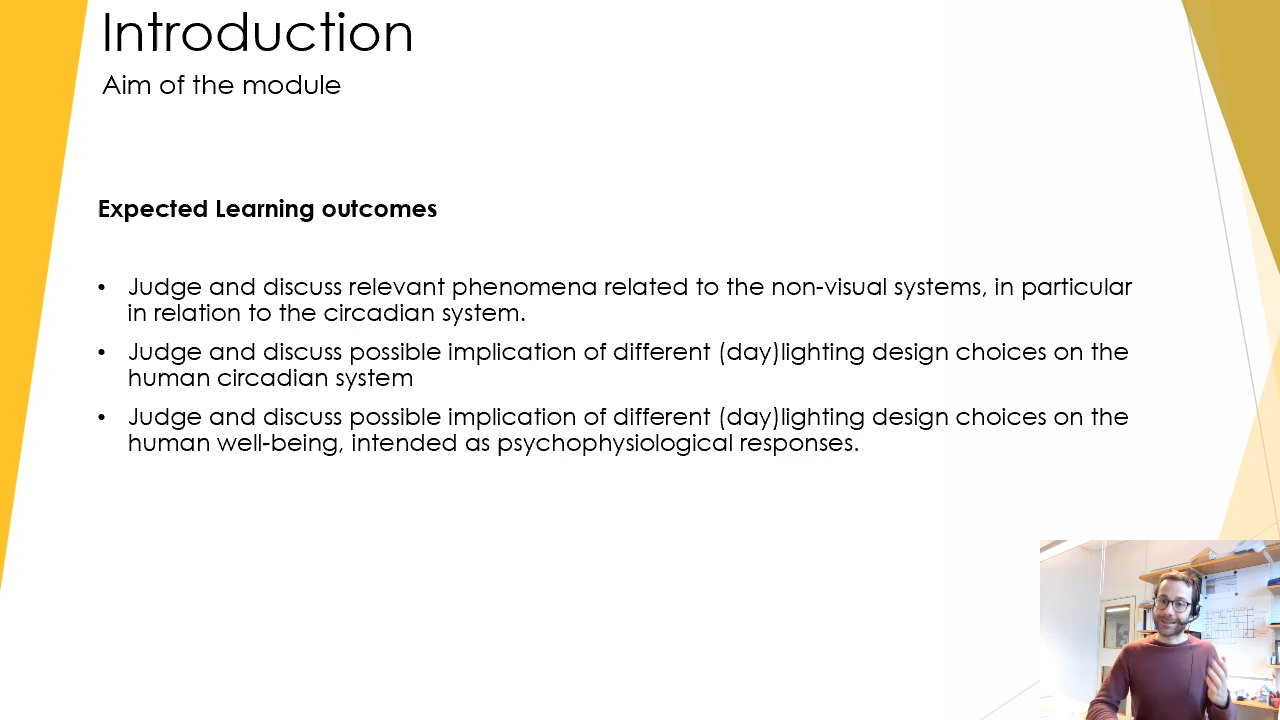 Introduction
Aim of the module
Expected Learning outcomes
• Judge and discuss relevant phenomena related to the non-visual systems, in particular
in relation to the circadian system.
• Judge and discuss possible implication of different (day)lighting design choices on the
human circadian system
• Judge and discuss possible implication of different (day)lighting design choices on the
human well-being, intended as psychophysiological responses.